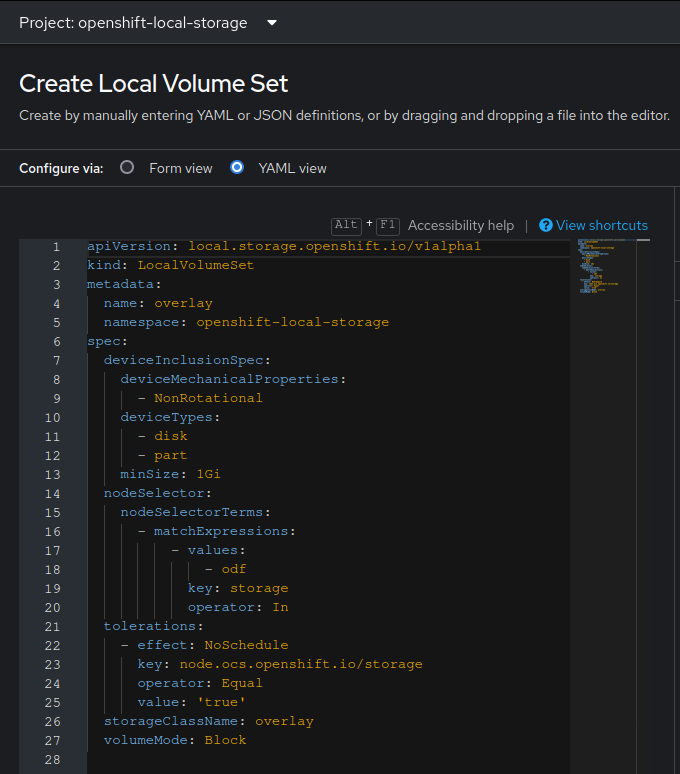 Project: openshift-local-storage
Create Local Volume Set
Create by manually entering YAML or JSON definitions, or by dragging and dropping a file into the editor.
Configure via: Form view YAML view
Alt + F1 Accessibility help | View shortcuts
1 apiVersion: local.storage.openshift.io/v1alpha1
2 kind: LocalVolumeSet
3 metadata:
4   name: overlay
5   namespace: openshift-local-storage
6 spec:
7   deviceInclusionSpec:
8     deviceMechanicalProperties:
9       - NonRotational
10     deviceTypes:
11       - disk
12       - part
13     minSize: 1Gi
14   nodeSelector:
15     nodeSelectorTerms:
16       - matchExpressions:
17           - values:
18               - odf
19             key: storage
20             operator: In
21   tolerations:
22     - effect: NoSchedule
23       key: node.ocs.openshift.io/storage
24       operator: Equal
25       value: 'true'
26   storageClassName: overlay
27   volumeMode: Block
28